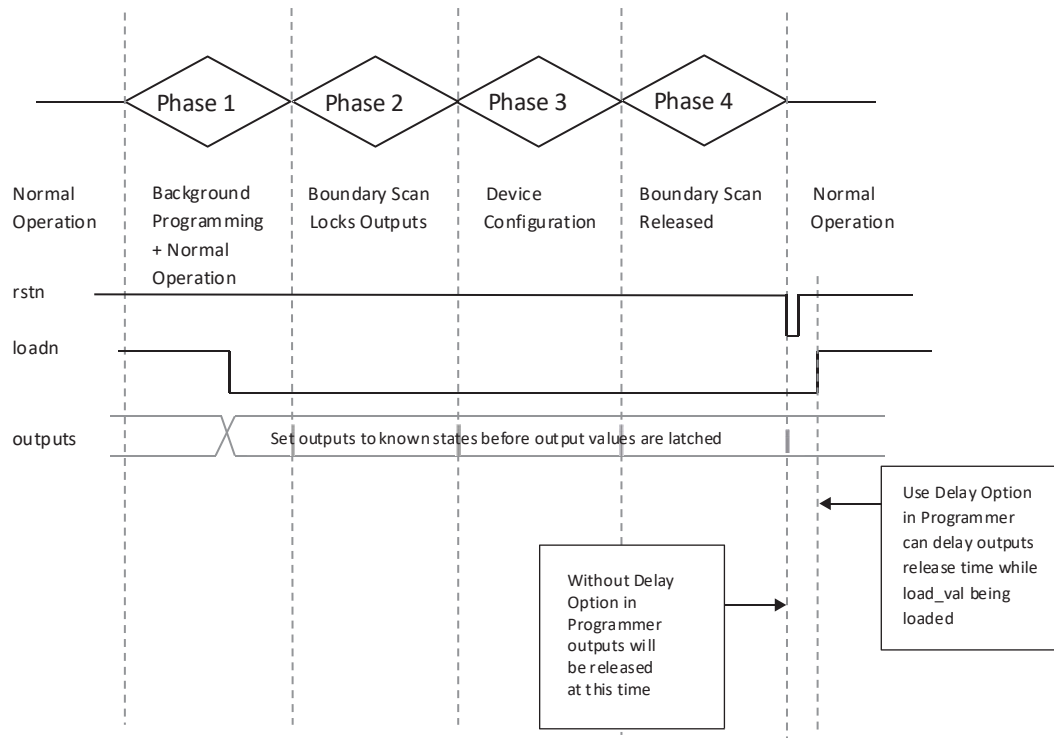 Phase 1
Phase 2
Phase 3
Phase 4
Normal
Operation
Background
Programming
+ Normal
Operation
Boundary Scan
Locks Outputs
Device
Configuration
Boundary Scan
Released
Normal
Operation
rstn
loadn
outputs
Set outputs to known states before output values are latched
Use Delay Option
in Programmer
can delay outputs
release time while
load_val being
loaded
Without Delay
Option in
Programmer
outputs will
be released
at this time